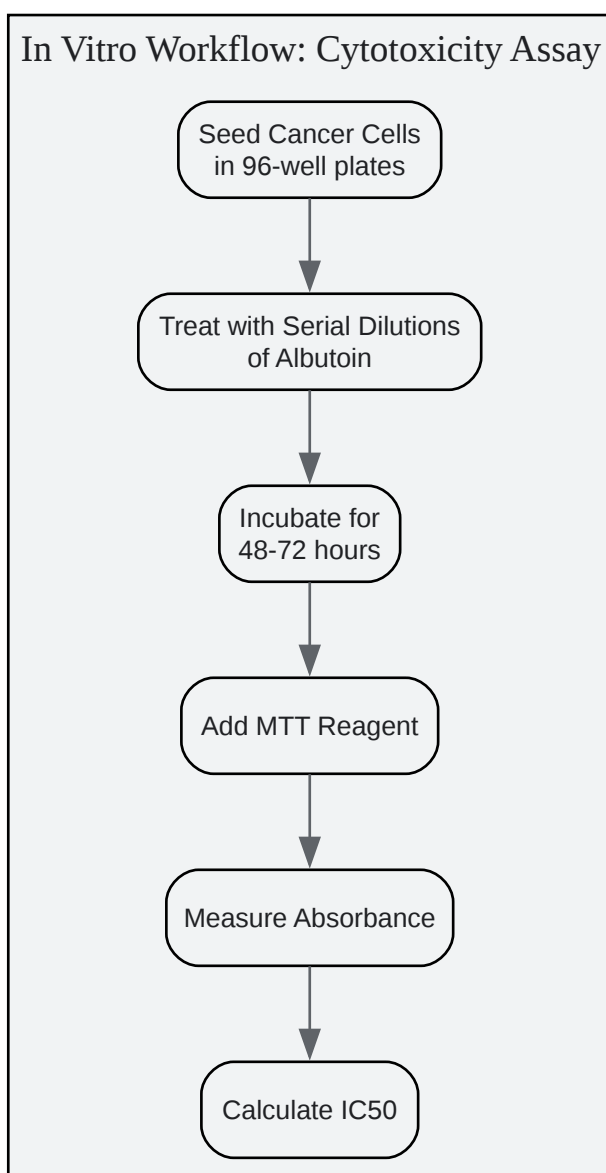 In Vitro Workflow: Cytotoxicity Assay
Seed Cancer Cells
in 96-well plates
Treat with Serial Dilutions
of Albutoin
Incubate for
48-72 hours
Add MTT Reagent
Measure Absorbance
Calculate IC50